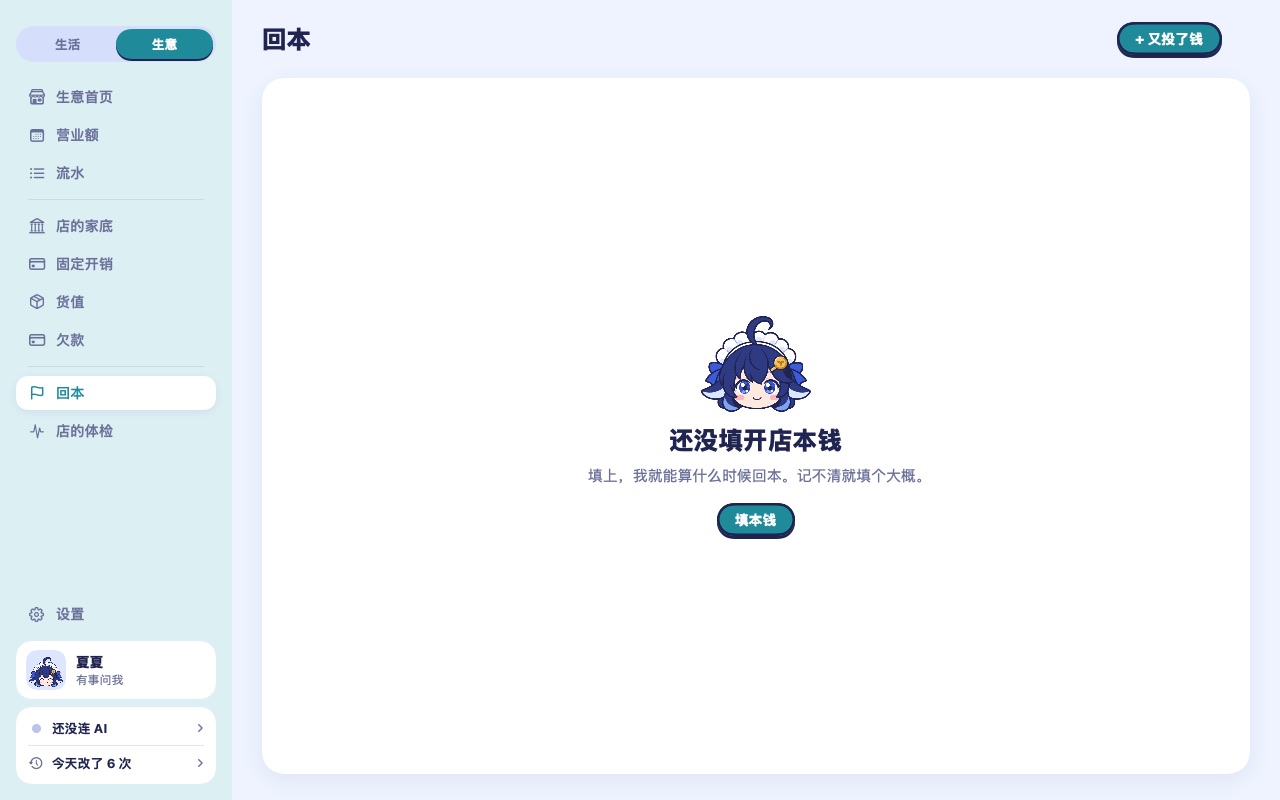 生活
生意
生意首页
营业额
流水
店的家底
固定开销
货值
欠款
回本
店的体检
设置
夏夏
有事问我
还没连 AI
今天改了 6 次
回本
+ 又投了钱
还没填开店本钱
填上，我就能算什么时候回本。记不清就填个大概。
填本钱